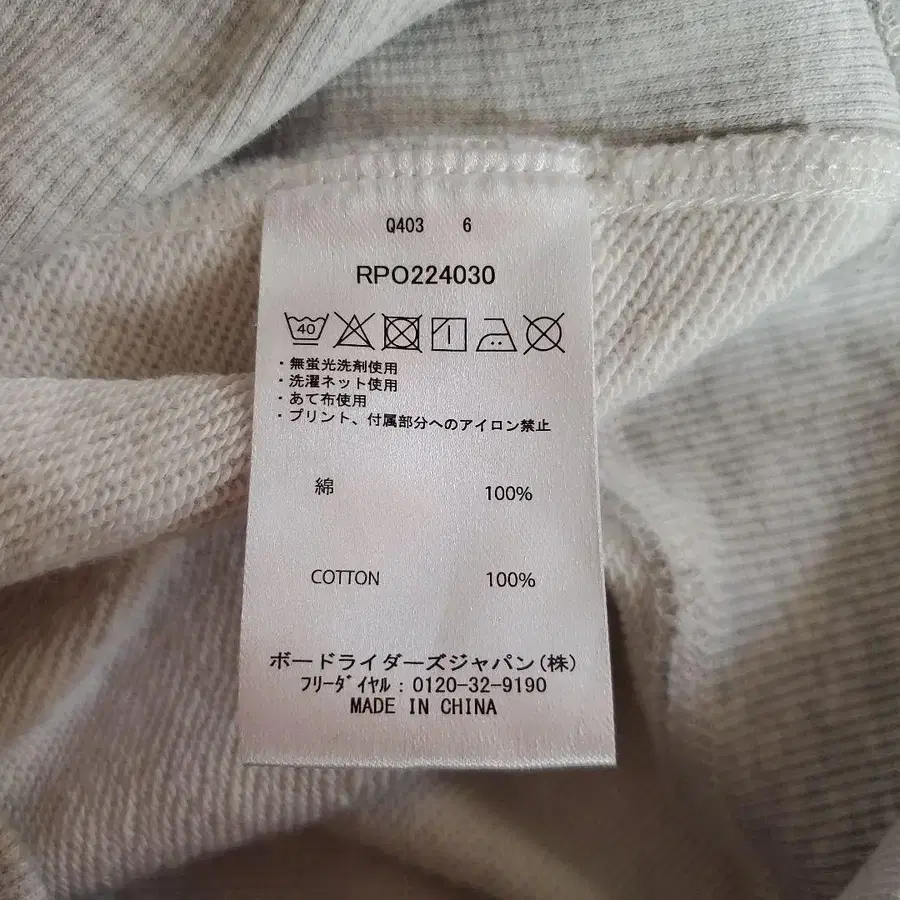 Q403 6
RPO224030
40
・無蛍光洗剤使用
・洗濯ネット使用
・あて布使用
・プリント、付属部分へのアイロン禁止
綿 100%
COTTON 100%
ボードライダーズジャパン(株)
ﾌﾘｰﾀﾞｲﾔﾙ：0120-32-9190
MADE IN CHINA